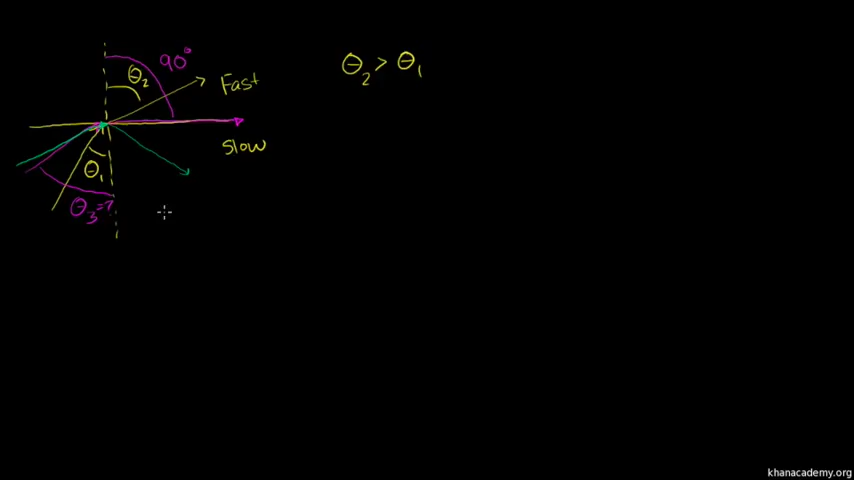 90°
θ₂ > θ₁
θ₂
Fast
Slow
θ₁
θ₃=?
khanacademy.org